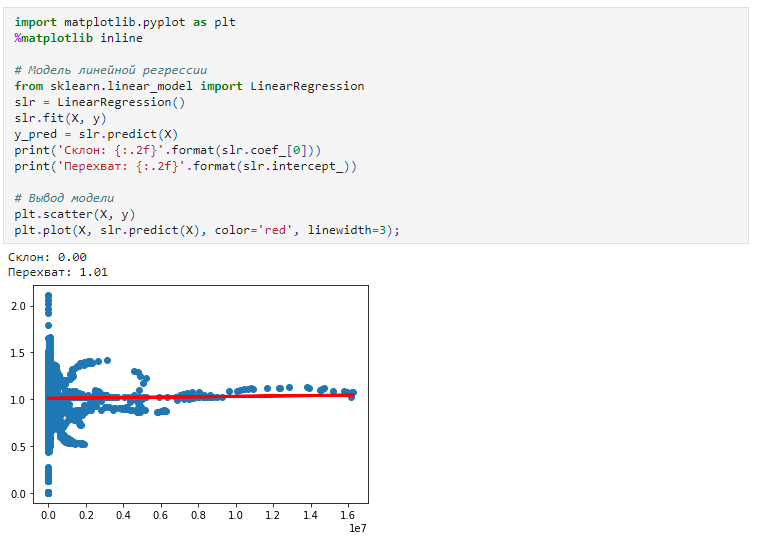 import matplotlib.pyplot as plt
%matplotlib inline
# Модель линейной регрессии
from sklearn.linear_model import LinearRegression
slr = LinearRegression()
slr.fit(X, y)
y_pred = slr.predict(X)
print('Склон: {:.2f}'.format(slr.coef_[0]))
print('Перехват: {:.2f}'.format(slr.intercept_))
# Вывод модели
plt.scatter(X, y)
plt.plot(X, slr.predict(X), color='red', linewidth=3);
Склон: 0.00
Перехват: 1.01
2.0
1.5
1.0
0.5
0.0
0.0 0.2 0.4 0.6 0.8 1.0 1.2 1.4 1.6
1e7